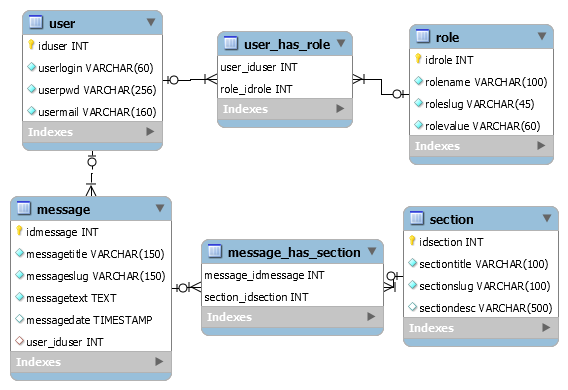 user
iduser INT
userlogin VARCHAR(60)
userpwd VARCHAR(256)
usermail VARCHAR(160)
Indexes
user_has_role
user_iduser INT
role_idrole INT
Indexes
role
idrole INT
rolename VARCHAR(100)
roleslug VARCHAR(45)
rolevalue VARCHAR(60)
Indexes
message
idmessage INT
messagetitle VARCHAR(150)
messageslug VARCHAR(150)
messagetext TEXT
messagedate TIMESTAMP
user_iduser INT
Indexes
message_has_section
message_idmessage INT
section_idsection INT
Indexes
section
idsection INT
sectiontitle VARCHAR(100)
sectionslug VARCHAR(100)
sectiondesc VARCHAR(500)
Indexes